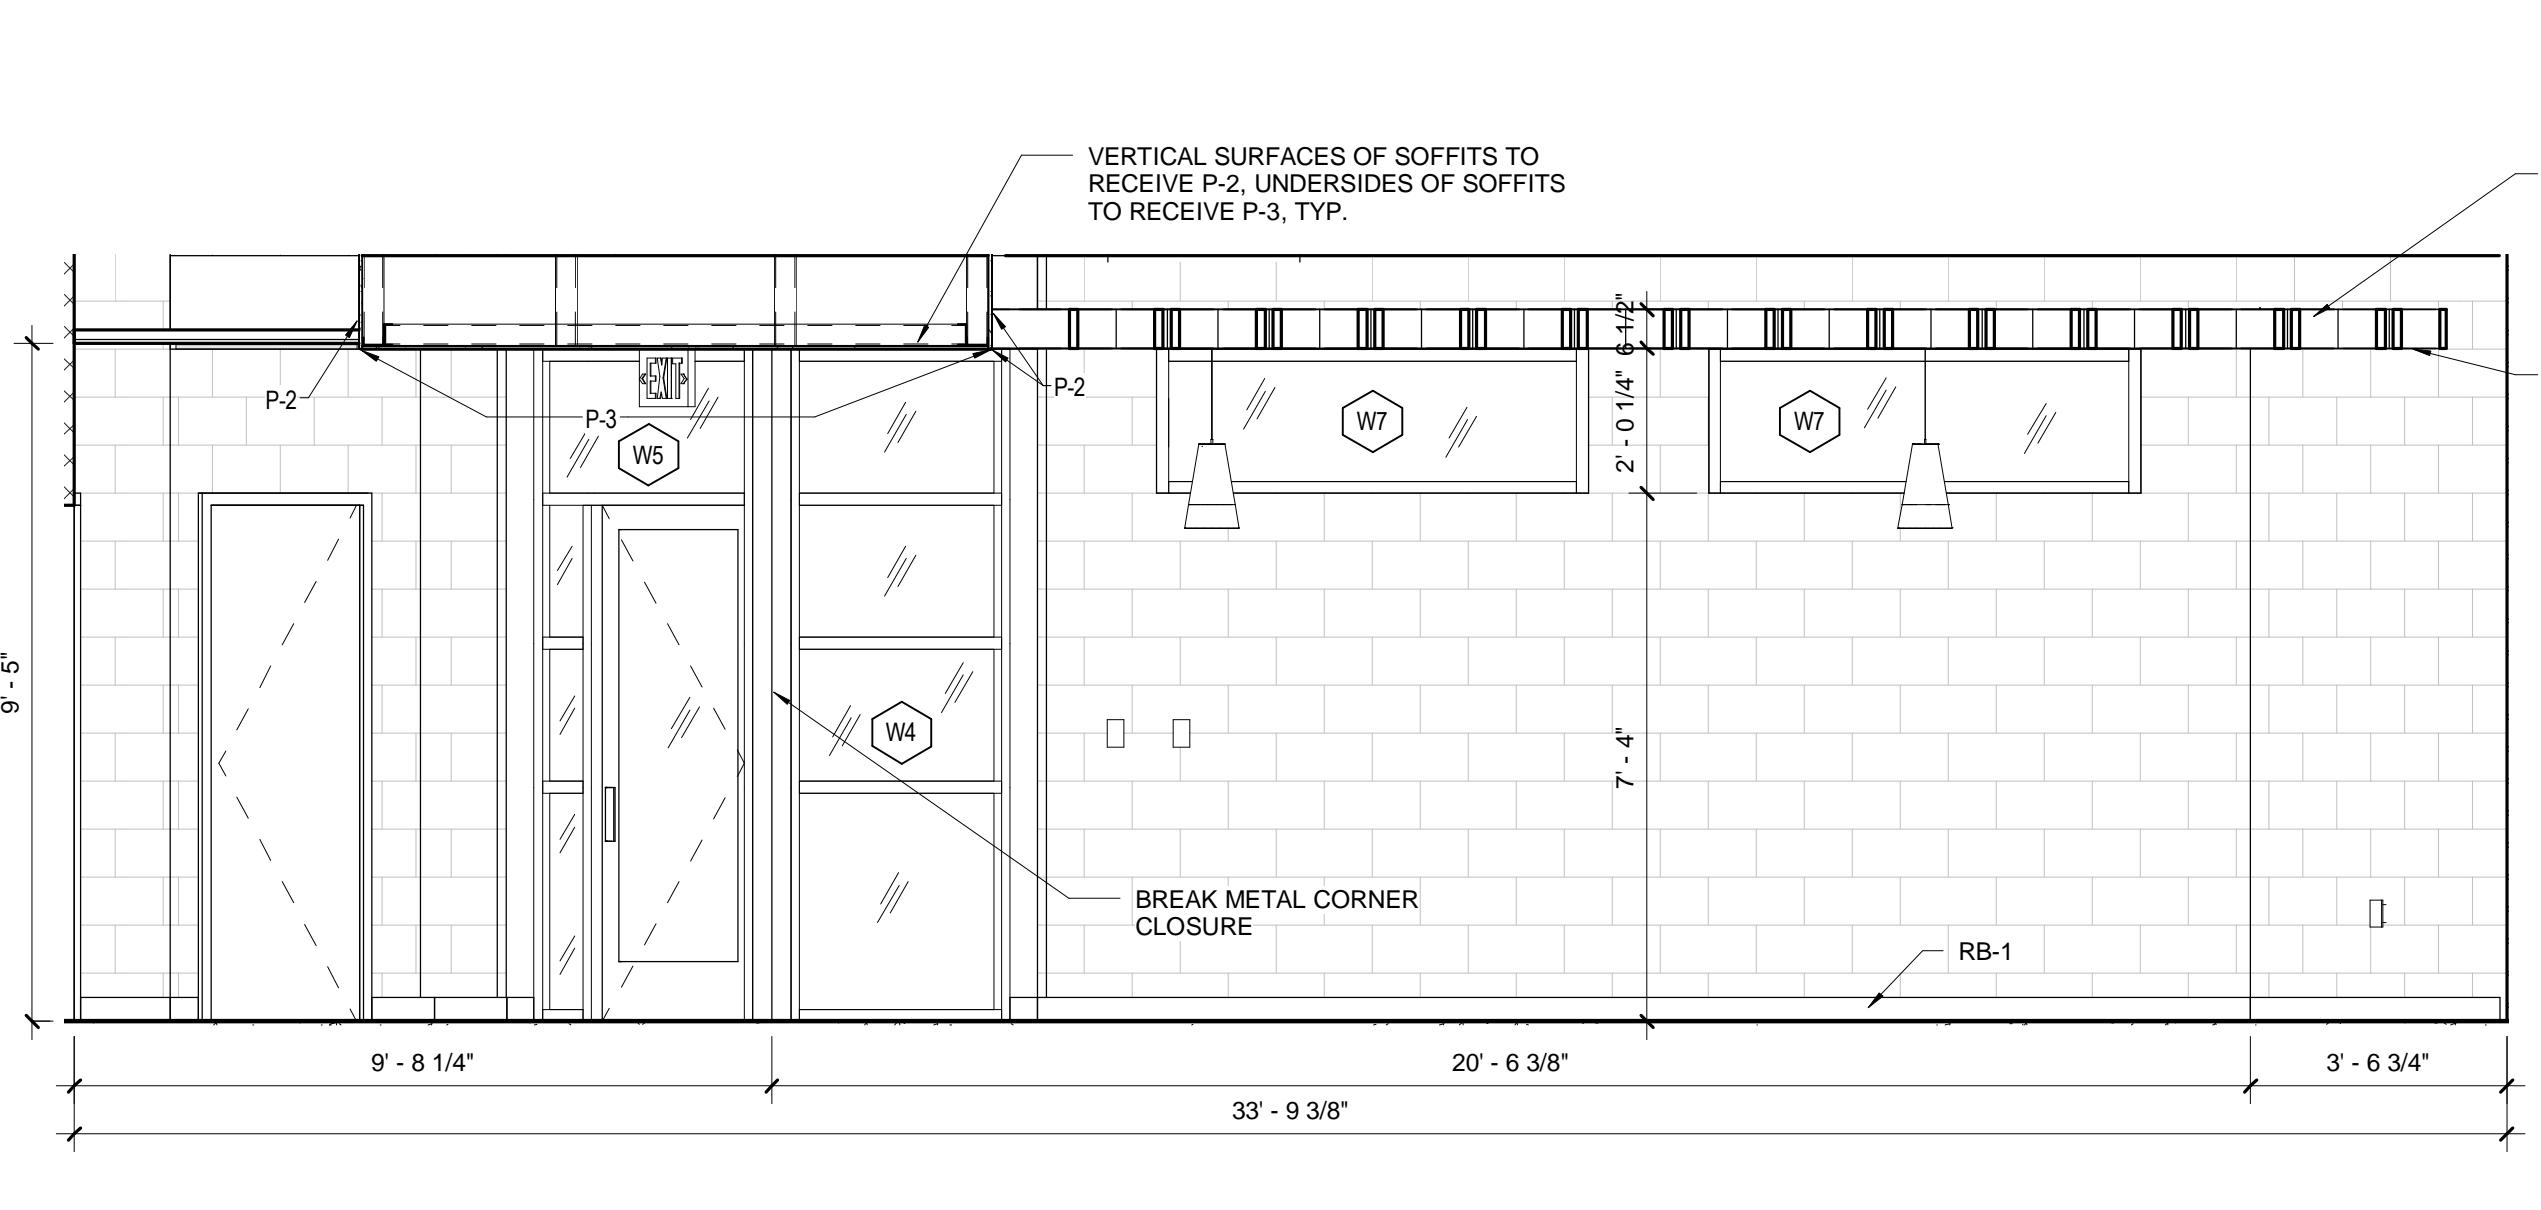 VERTICAL SURFACES OF SOFFITS TO
RECEIVE P-2, UNDERSIDES OF SOFFITS
TO RECEIVE P-3, TYP.
6 1/2"
EXIT
P-2
P-3
P-2
W5
W7
W7
2' - 0 1/4"
9' - 5"
W4
7' - 4"
BREAK METAL CORNER
CLOSURE
RB-1
9' - 8 1/4"
20' - 6 3/8"
3' - 6 3/4"
33' - 9 3/8"